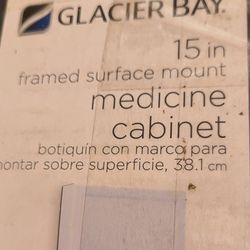 GLACIER BAY.
15 in
framed surface mount
medicine
cabinet
botiquín con marco para
montar sobre superficie, 38.1 cm